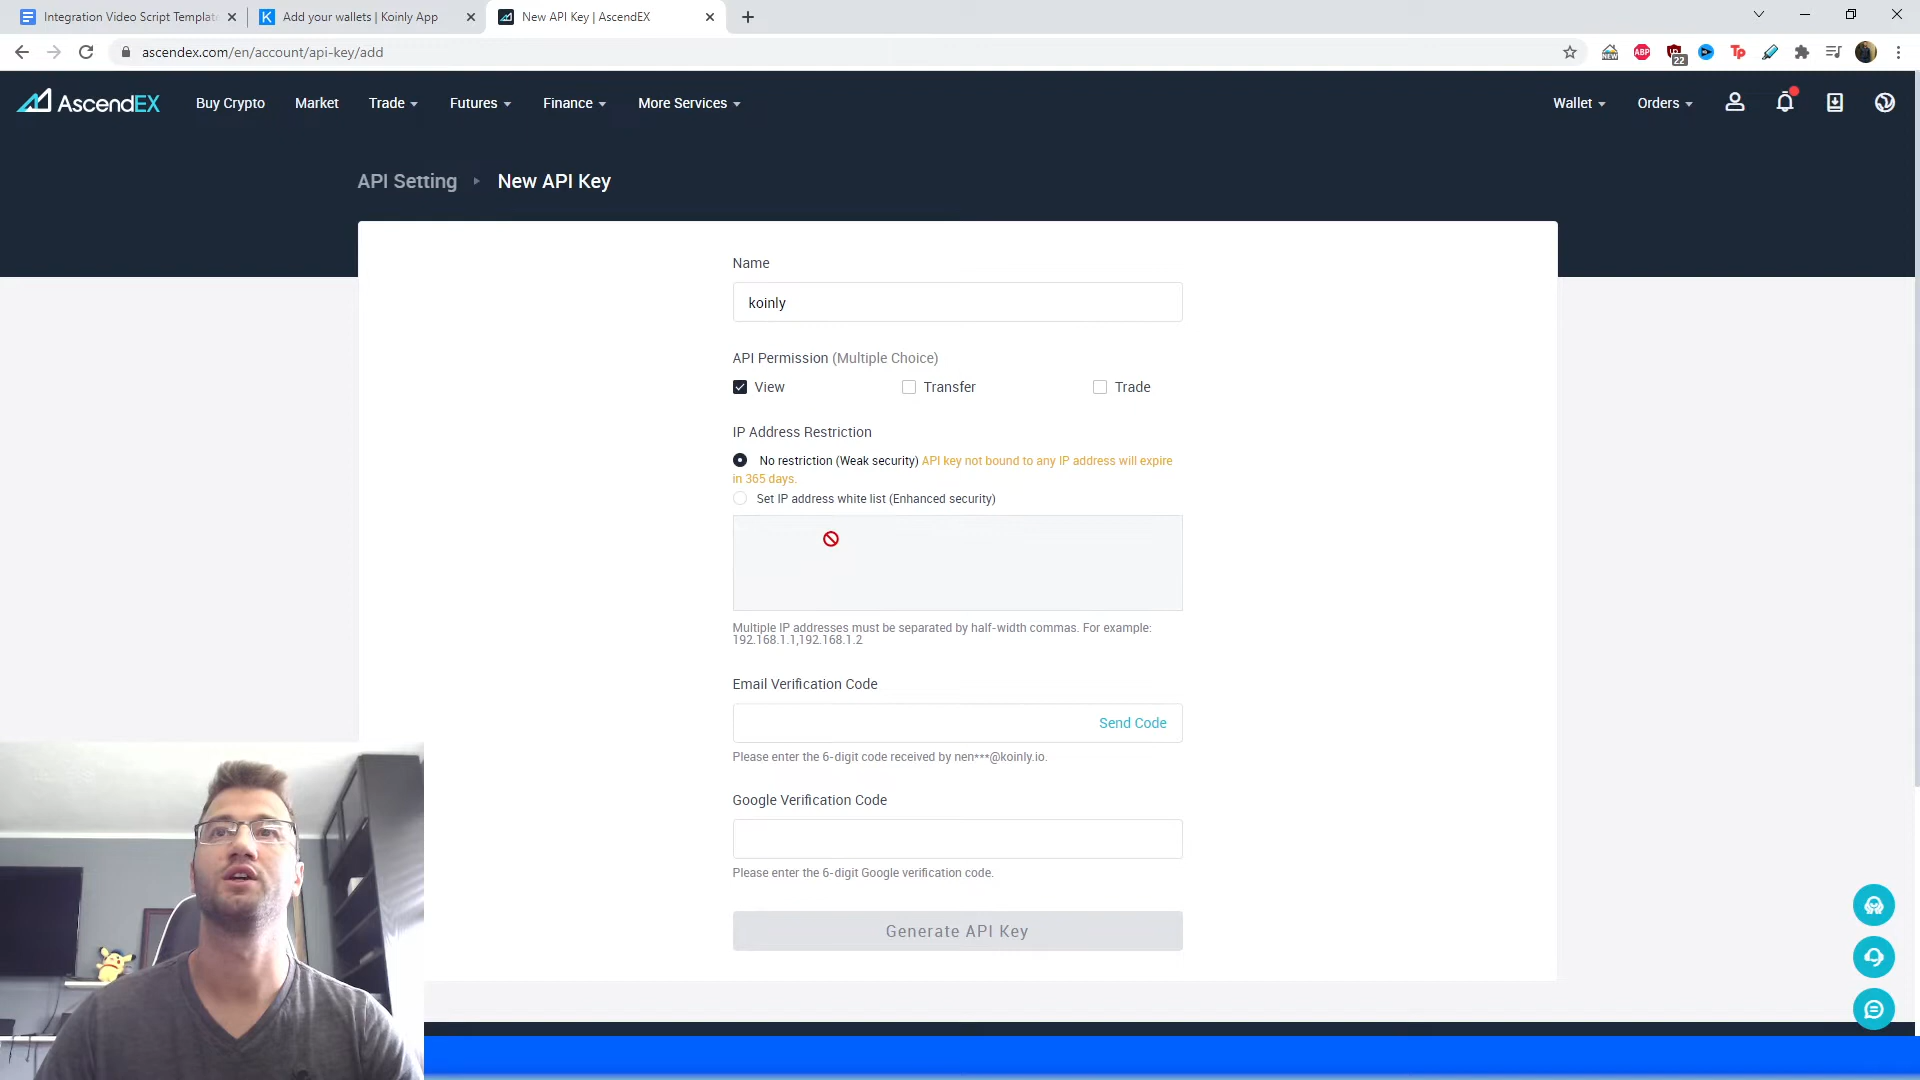 Integration Video Script Templat
Add your wallets | Koinly App
New API Key | AscendEX
ascendex.com/en/account/api-key/add
NEW
ABP
22
Tp
AscendEX
Buy Crypto
Market
Trade
Futures
Finance
More Services
Wallet
Orders
API Setting
New API Key
Name
koinly
API Permission (Multiple Choice)
View
Transfer
Trade
IP Address Restriction
No restriction (Weak security) API key not bound to any IP address will expire
in 365 days.
Set IP address white list (Enhanced security)
Multiple IP addresses must be separated by half-width commas. For example:
192.168.1.1,192.168.1.2
Email Verification Code
Send Code
Please enter the 6-digit code received by nen***@koinly.io.
Google Verification Code
Please enter the 6-digit Google verification code.
Generate API Key